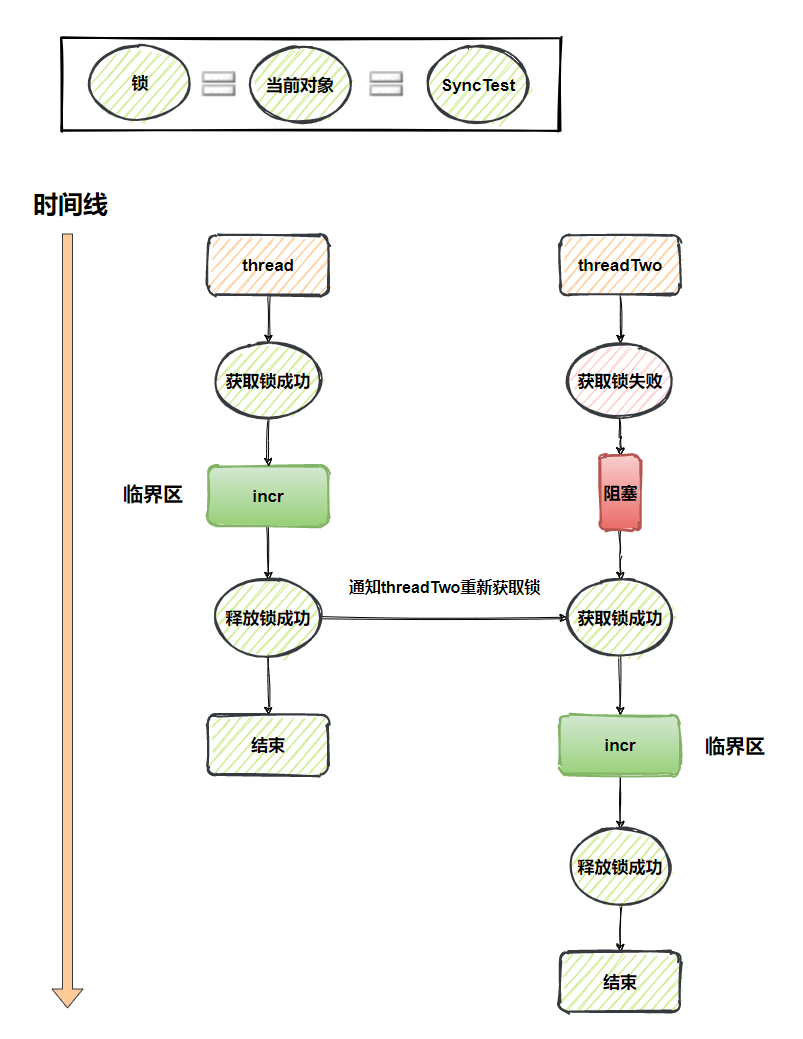 锁
当前对象
SyncTest
时间线
thread
threadTwo
获取锁成功
获取锁失败
临界区
incr
阻塞
通知threadTwo重新获取锁
释放锁成功
获取锁成功
结束
incr
临界区
释放锁成功
结束